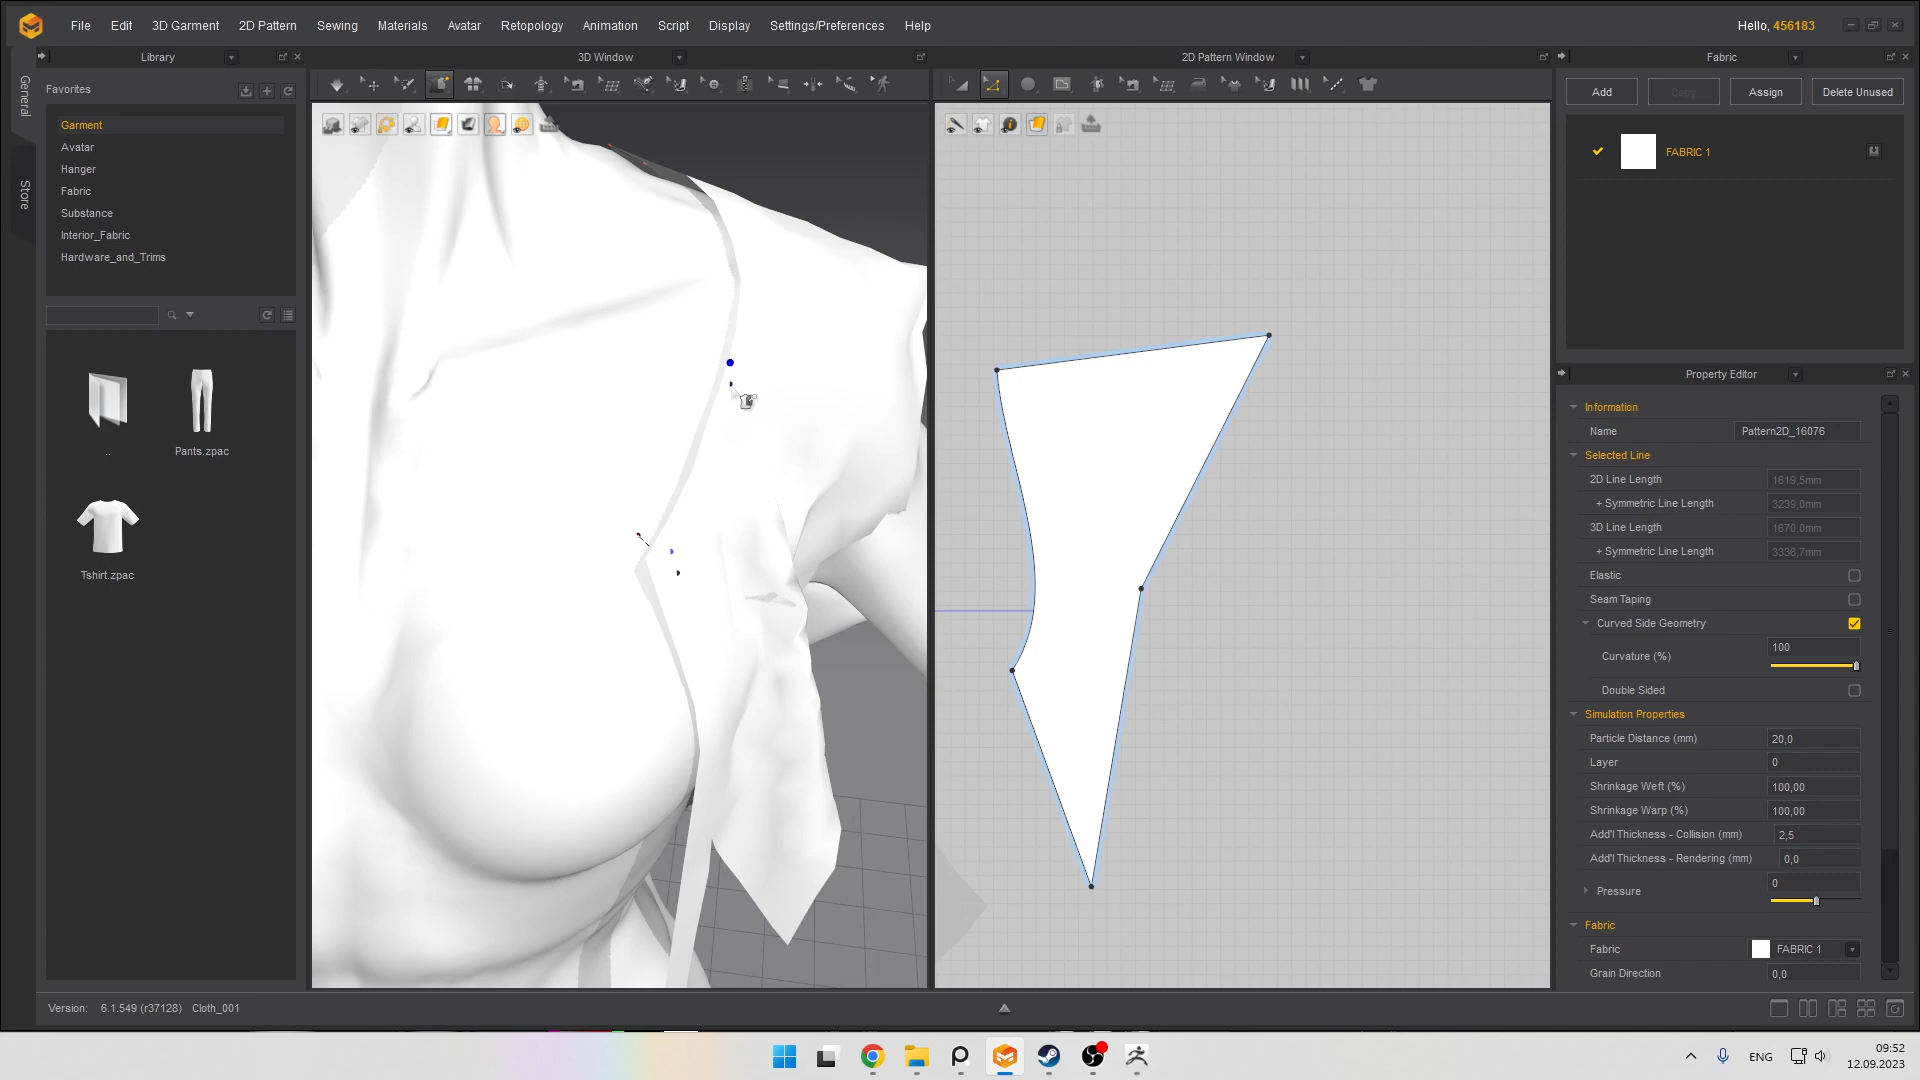 File Edit 3D Garment 2D Pattern Sewing Materials Avatar Retopology Animation Script Display Settings/Preferences Help
Hello, 456183
Library
3D Window
2D Pattern Window
Fabric
General
Store
Favorites
Garment
Avatar
Hanger
Fabric
Substance
Interior_Fabric
Hardware_and_Trims
..
Pants.zpac
Tshirt.zpac
Add Copy Assign Delete Unused
FABRIC 1
Property Editor
Information
Name Pattern2D_16076
Selected Line
2D Line Length 1619,5mm
+ Symmetric Line Length 3239,0mm
3D Line Length 1670,0mm
+ Symmetric Line Length 3336,7mm
Elastic
Seam Taping
Curved Side Geometry
Curvature (%) 100
Double Sided
Simulation Properties
Particle Distance (mm) 20,0
Layer 0
Shrinkage Weft (%) 100,00
Shrinkage Warp (%) 100,00
Add'l Thickness - Collision (mm) 2,5
Add'l Thickness - Rendering (mm) 0,0
Pressure 0
Fabric
Fabric FABRIC 1
Grain Direction 0,0
Version: 6.1.549 (r37128) Cloth_001
ENG
09:52
12.09.2023